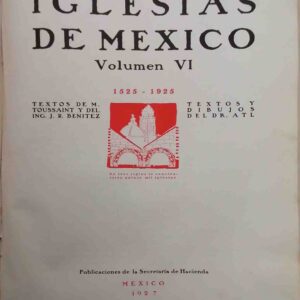 IGLESIAS
DE MEXICO
Volumen VI
1525-1925
TEXTOS DE M. TOUSSAINT Y DEL ING. J. R. BENITEZ
TEXTOS Y DIBUJOS DEL DR. ATL
Publicaciones de la Secretaría de Hacienda
MEXICO
1927